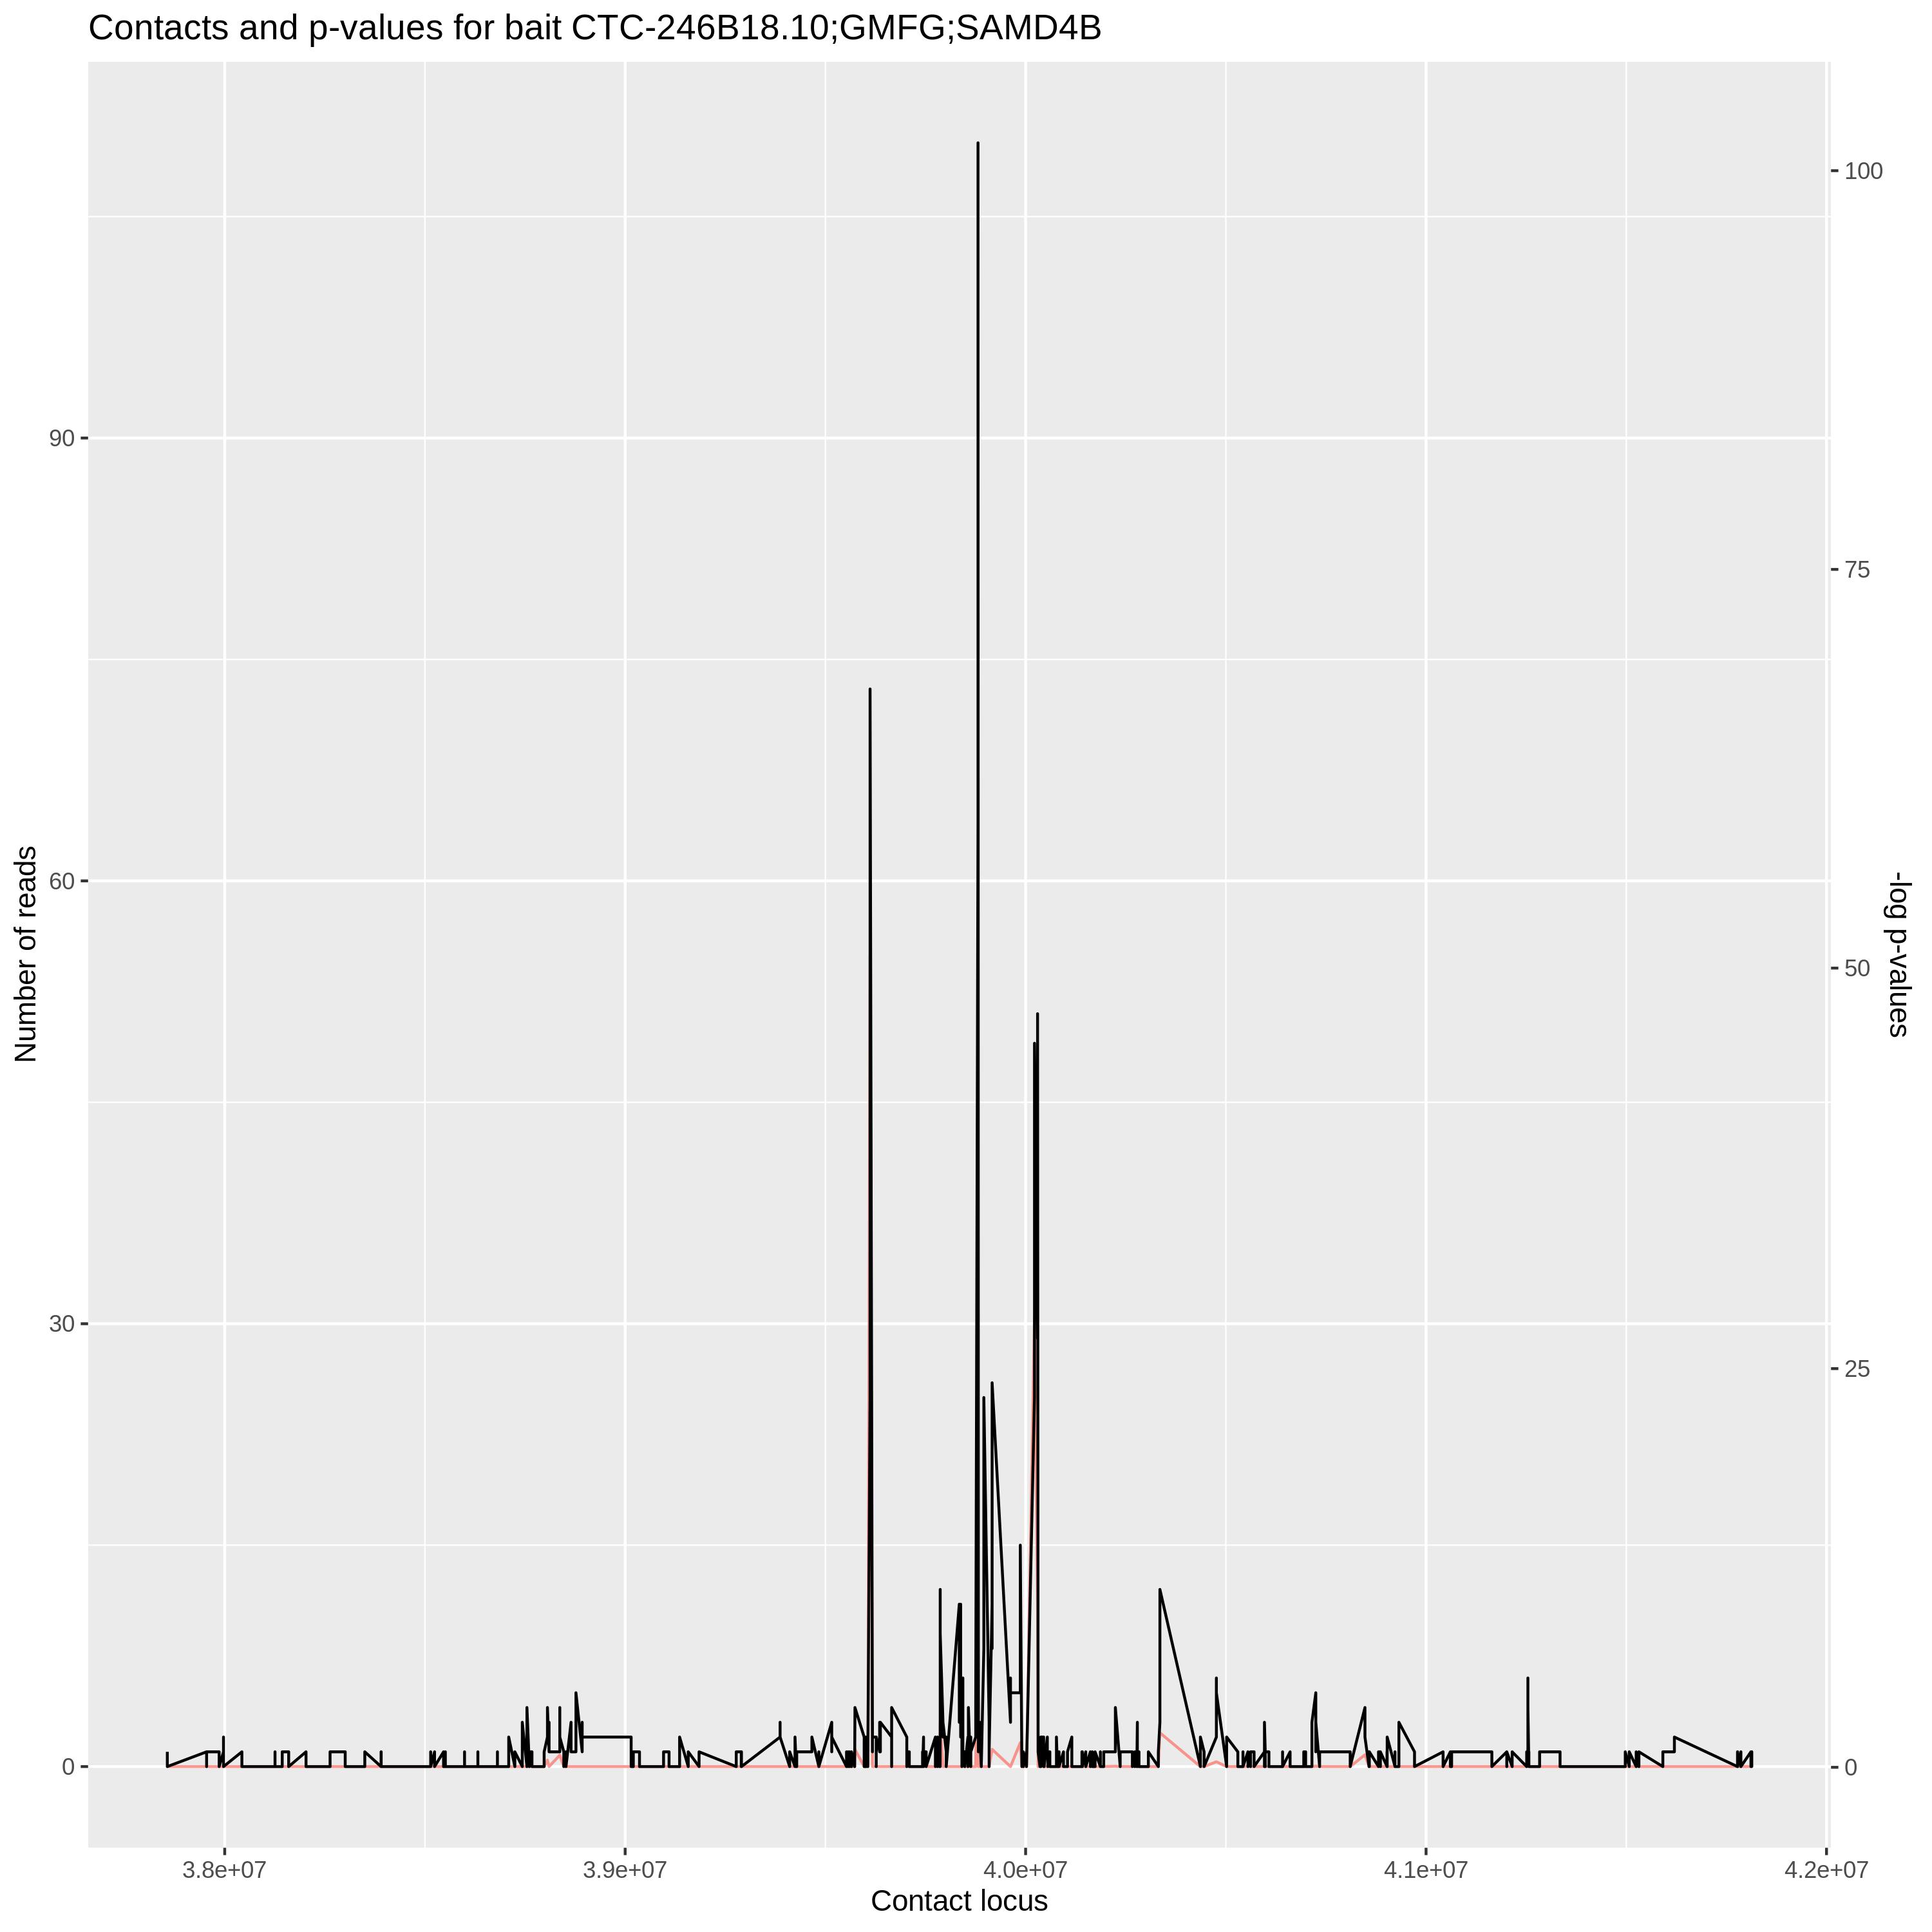 Contacts and p-values for bait CTC-246B18.10;GMFG;SAMD4B
Number of reads
90
60
30
0
100
75
50
25
0
-log p-values
3.8e+07
3.9e+07
4.0e+07
4.1e+07
4.2e+07
Contact locus